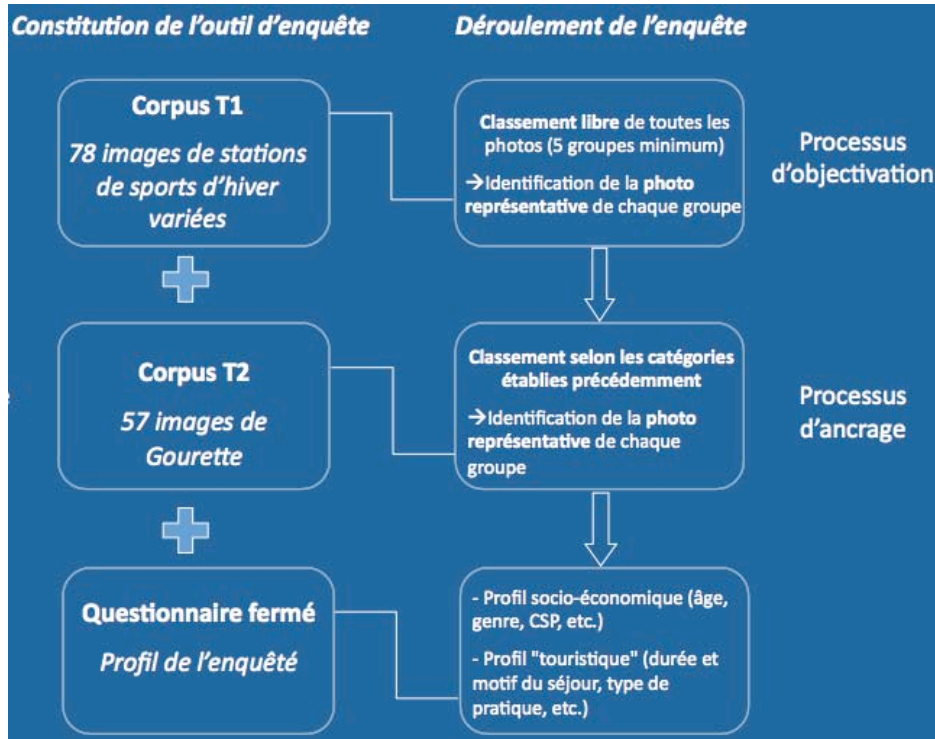 Constitution de l'outil d'enquête
Déroulement de l'enquête
Corpus T1
78 images de stations
de sports d'hiver
variées
Classement libre de toutes les
photos (5 groupes minimum)
→Identification de la photo
représentative de chaque groupe
Processus
d'objectivation
Corpus T2
57 images de
Gourette
Classement selon les catégories
établies précédemment
→Identification de la photo
représentative de chaque
groupe
Processus
d'ancrage
Questionnaire fermé
Profil de l'enquêté
- Profil socio-économique (âge,
genre, CSP, etc.)
- Profil "touristique" (durée et
motif du séjour, type de
pratique, etc.)